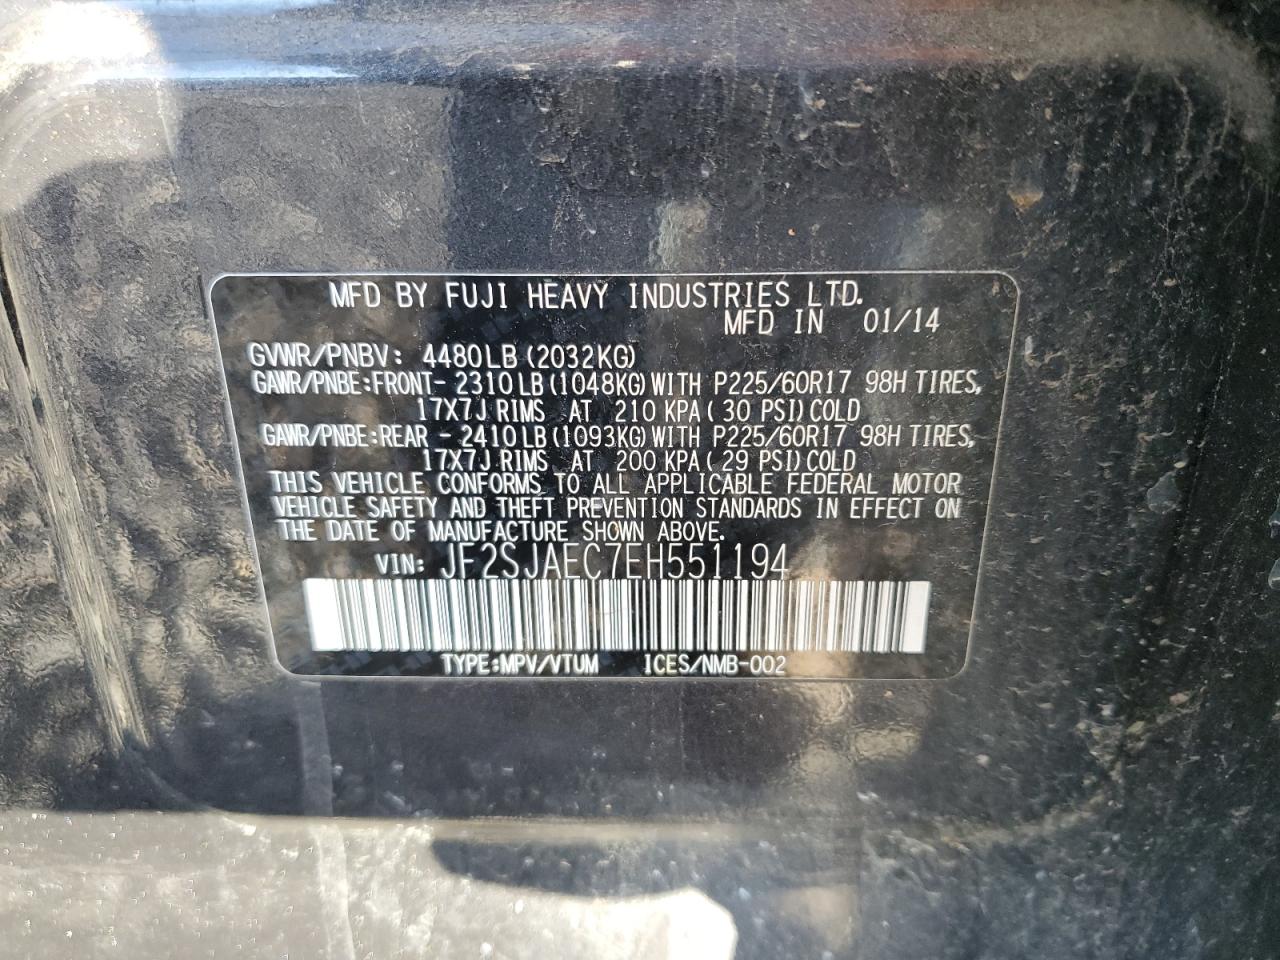 MFD BY FUJI HEAVY INDUSTRIES LTD.
MFD IN 01/14
GVWR/PNBV: 4480LB (2032KG)
GAWR/PNBE:FRONT- 2310LB (1048KG) WITH P225/60R17 98H TIRES,
17X7J RIMS AT 210 KPA ( 30 PSI) COLD
GAWR/PNBE:REAR - 2410LB (1093KG) WITH P225/60R17 98H TIRES,
17X7J RIMS AT 200 KPA ( 29 PSI) COLD
THIS VEHICLE CONFORMS TO ALL APPLICABLE FEDERAL MOTOR
VEHICLE SAFETY AND THEFT PREVENTION STANDARDS IN EFFECT ON
THE DATE OF MANUFACTURE SHOWN ABOVE.
VIN: JF2SJAEC7EH551194
TYPE:MPV/VTUM ICES/NMB-002